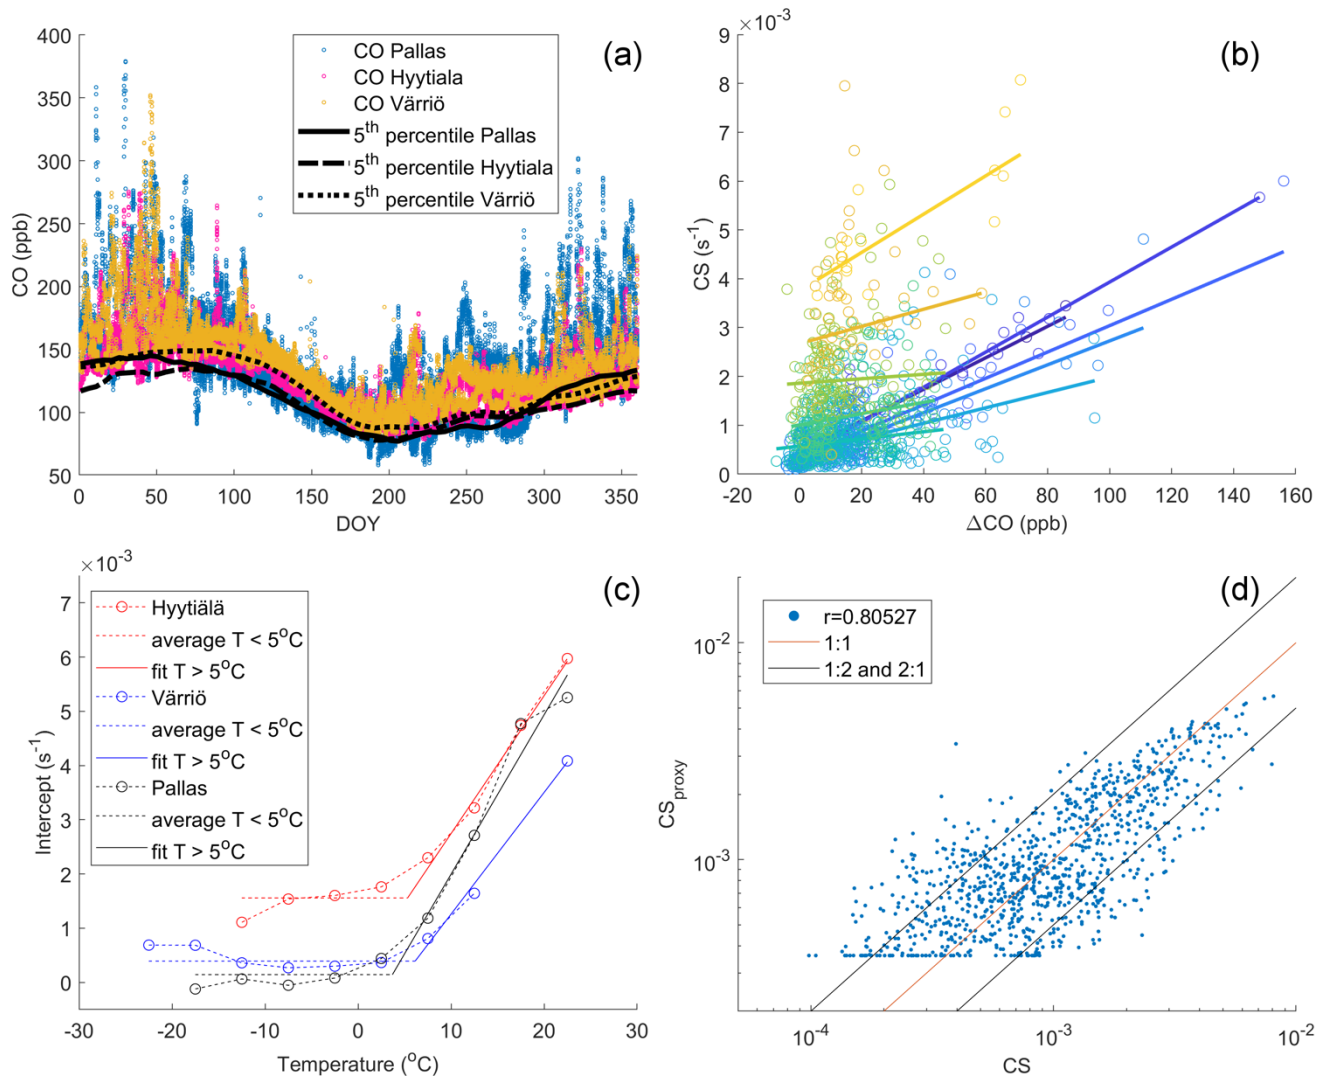 (a)
400
350
300
250
200
150
100
50
CO (ppb)
0 50 100 150 200 250 300 350
DOY
CO Pallas
CO Hyytiala
CO Värriö
5th percentile Pallas
5th percentile Hyytiala
5th percentile Värriö
(b)
×10-3
9
8
7
6
5
4
3
2
1
0
CS (s-1)
-20 0 20 40 60 80 100 120 140 160
ΔCO (ppb)
(c)
×10-3
7
6
5
4
3
2
1
0
Intercept (s-1)
-30 -20 -10 0 10 20 30
Temperature (oC)
Hyytiälä
average T < 5oC
fit T > 5oC
Värriö
average T < 5oC
fit T > 5oC
Pallas
average T < 5oC
fit T > 5oC
(d)
10-2
10-3
CSproxy
10-4 10-3 10-2
CS
r=0.80527
1:1
1:2 and 2:1